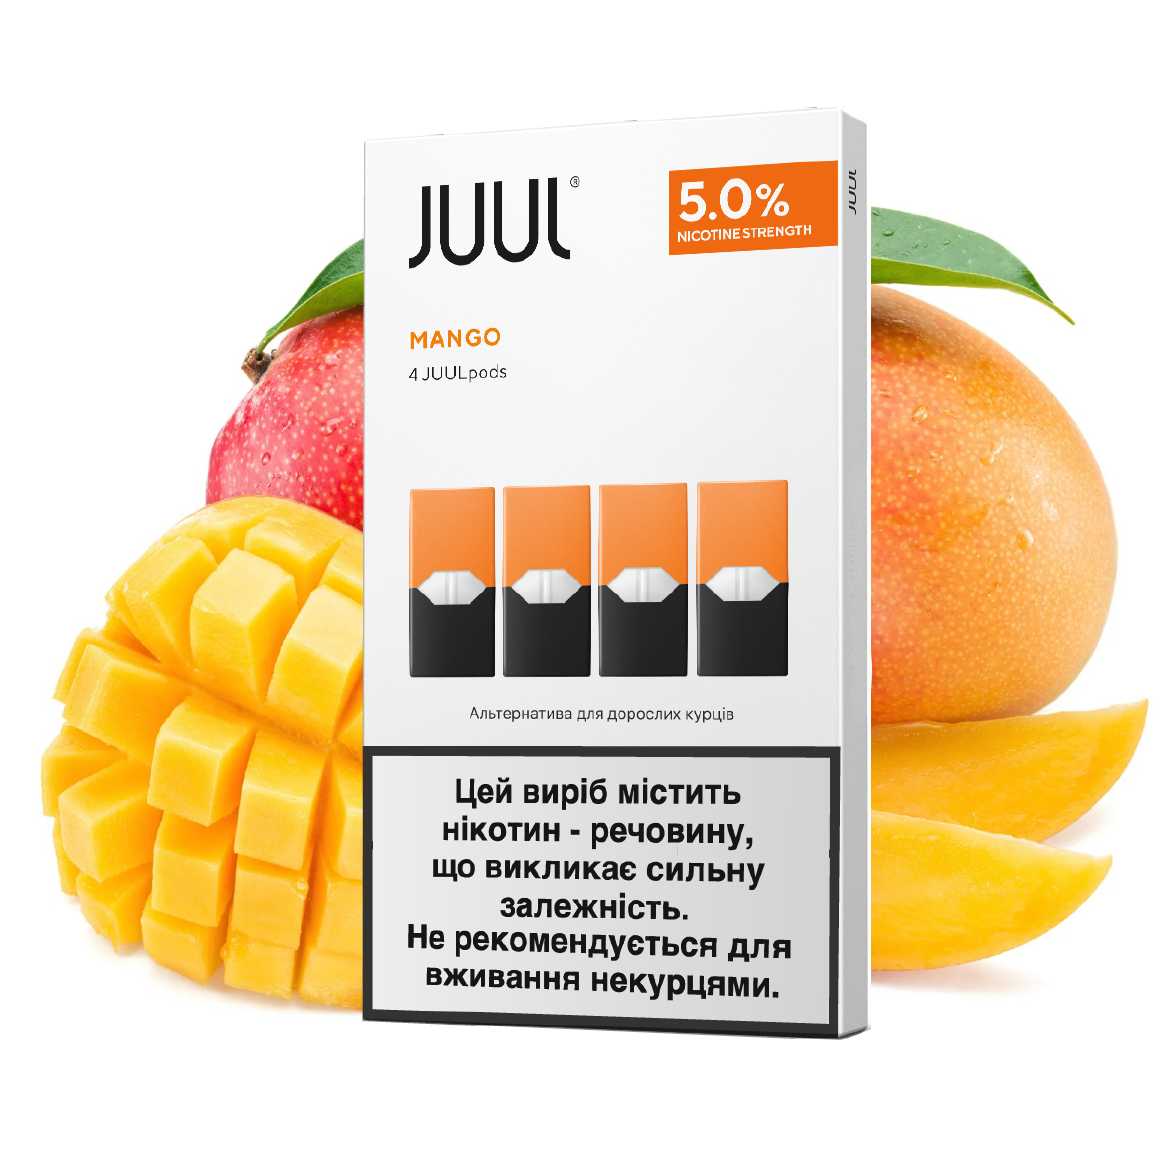 JUUL®
5.0%
NICOTINE STRENGTH
JUUL
MANGO
4 JUULpods
Альтернатива для дорослих курців
Цей виріб містить
нікотин - речовину,
що викликає сильну
залежність.
Не рекомендується для
вживання некурцями.